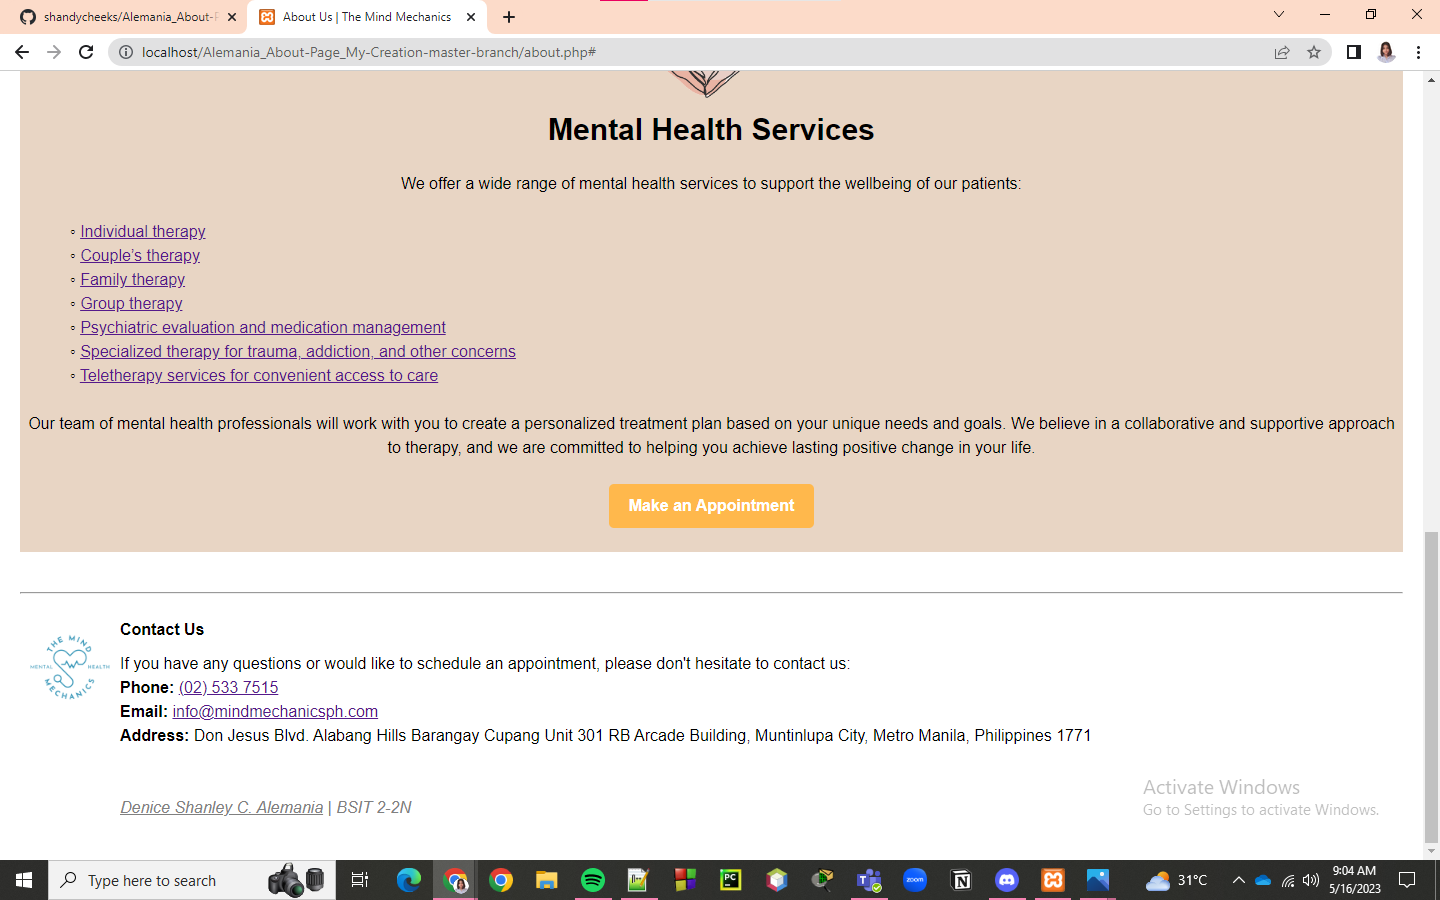 shandycheeks/Alemania_About-P
About Us | The Mind Mechanics
localhost/Alemania_About-Page_My-Creation-master-branch/about.php#
Mental Health Services
We offer a wide range of mental health services to support the wellbeing of our patients:
Individual therapy
Couple’s therapy
Family therapy
Group therapy
Psychiatric evaluation and medication management
Specialized therapy for trauma, addiction, and other concerns
Teletherapy services for convenient access to care
Our team of mental health professionals will work with you to create a personalized treatment plan based on your unique needs and goals. We believe in a collaborative and supportive approach
to therapy, and we are committed to helping you achieve lasting positive change in your life.
Make an Appointment
THE MIND
MENTAL HEALTH
MECHANICS
Contact Us
If you have any questions or would like to schedule an appointment, please don't hesitate to contact us:
Phone: (02) 533 7515
Email: info@mindmechanicsph.com
Address: Don Jesus Blvd. Alabang Hills Barangay Cupang Unit 301 RB Arcade Building, Muntinlupa City, Metro Manila, Philippines 1771
Denice Shanley C. Alemania | BSIT 2-2N
Activate Windows
Go to Settings to activate Windows.
Type here to search
PC
zoom
31°C
9:04 AM
5/16/2023